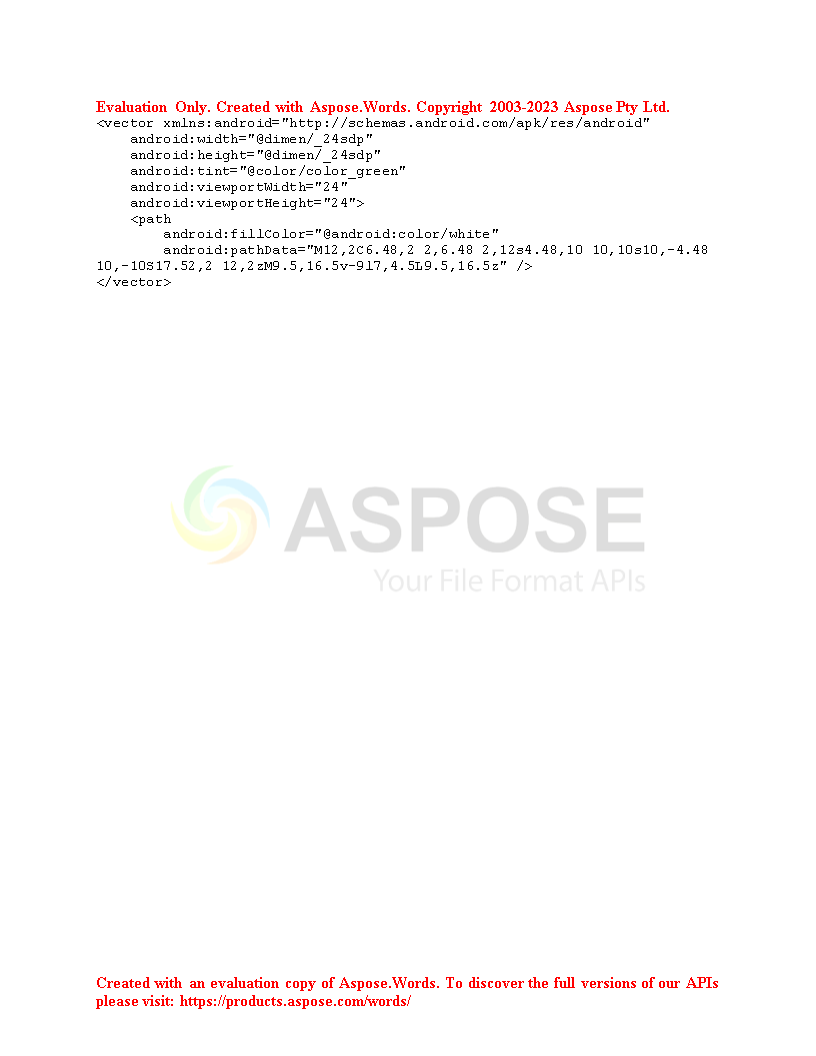 Evaluation Only. Created with Aspose.Words. Copyright 2003-2023 Aspose Pty Ltd.
<vector xmlns:android="http://schemas.android.com/apk/res/android"
    android:width="@dimen/_24sdp"
    android:height="@dimen/_24sdp"
    android:tint="@color/color_green"
    android:viewportWidth="24"
    android:viewportHeight="24">
    <path
        android:fillColor="@android:color/white"
        android:pathData="M12,2C6.48,2 2,6.48 2,12s4.48,10 10,10s10,-4.48
10,-10S17.52,2 12,2zM9.5,16.5v-9l7,4.5L9.5,16.5z" />
</vector>
ASPOSE
Your File Format APIs
Created with an evaluation copy of Aspose.Words. To discover the full versions of our APIs
please visit: https://products.aspose.com/words/